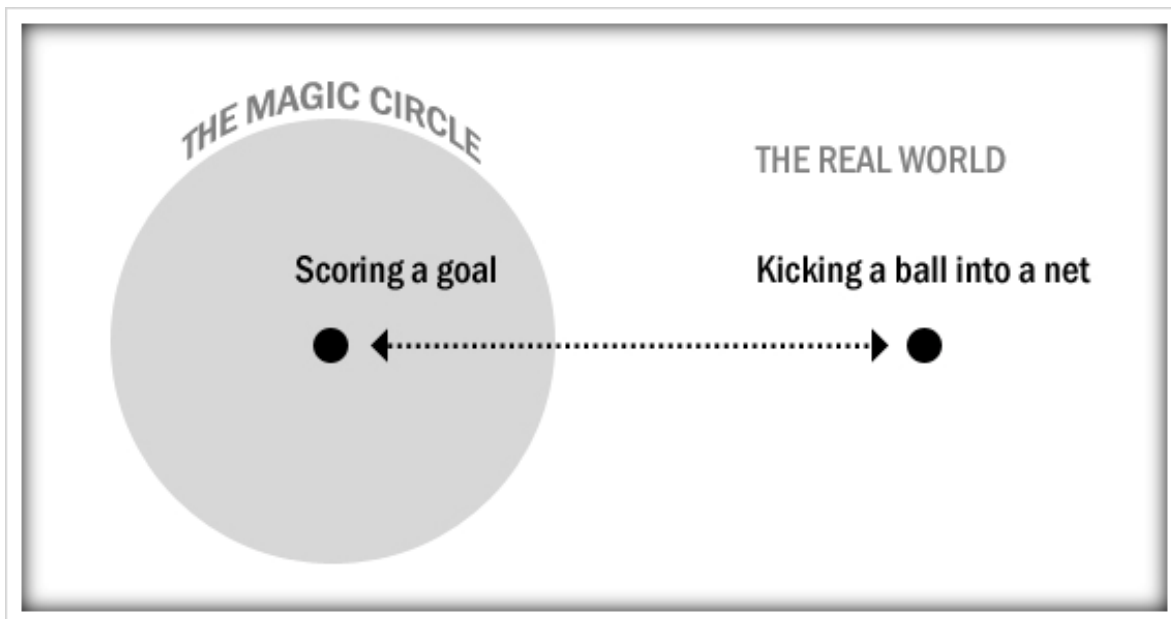 THE MAGIC CIRCLE
THE REAL WORLD
Scoring a goal
Kicking a ball into a net